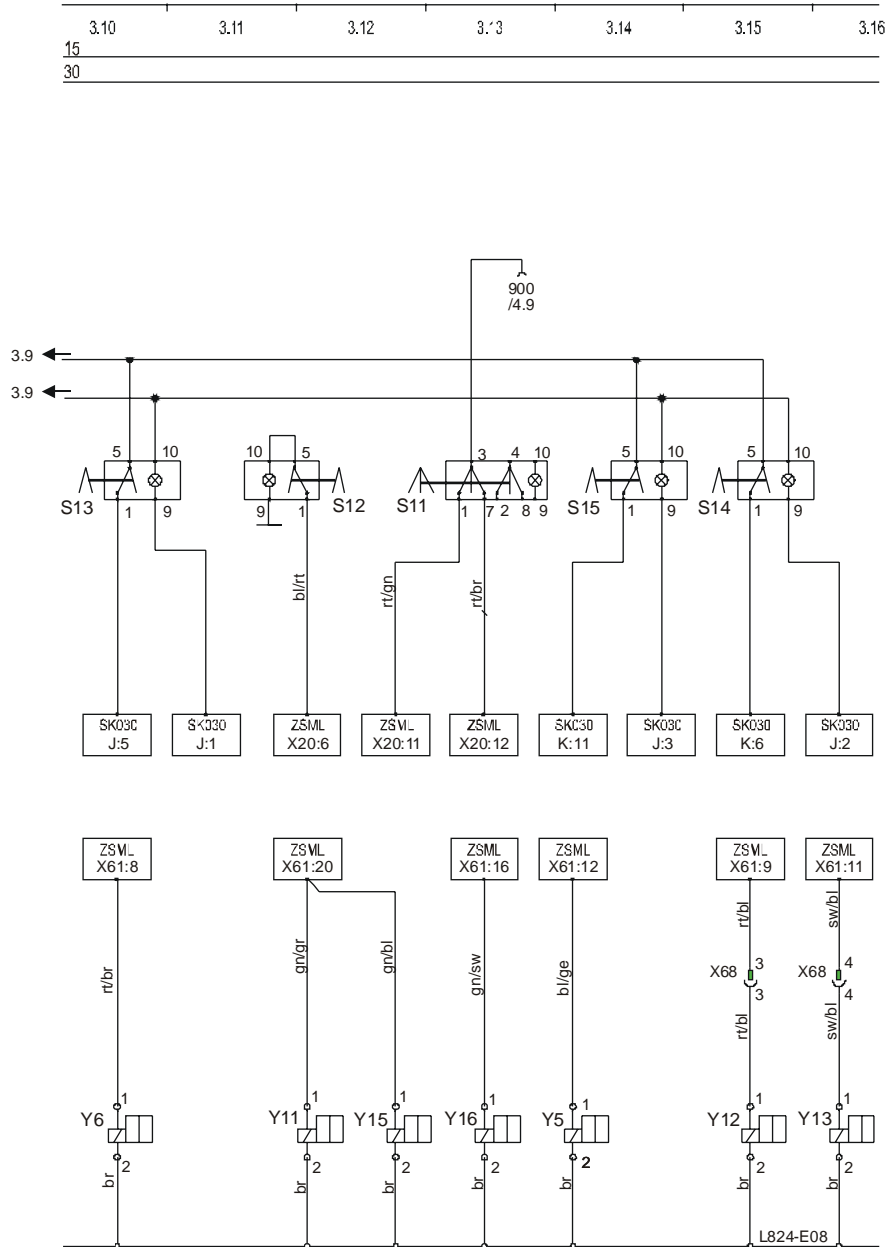 3.10 3.11 3.12 3.13 3.14 3.15 3.16
15
30
900
/4.9
3.9
3.9
5 10 10 5 3 4 10 5 10 5 10
S13 S12 S11 S15 S14
1 9 9 1 1 7 2 8 9 1 9 1 9
bl/rt rt/gn rt/br
SK030 SK030 ZSML ZSML ZSML SK030 SK030 SK030 SK030
J:5 J:1 X20:6 X20:11 X20:12 K:11 J:3 K:6 J:2
ZSML ZSML ZSML ZSML ZSML ZSML
X61:8 X61:20 X61:16 X61:12 X61:9 X61:11
rt/bl sw/bl
rt/br gn/gr gn/bl gn/sw bl/ge
X68 3 X68 4
3 4
rt/bl sw/bl
1 1 1 1 1 1 1
Y6 Y11 Y15 Y16 Y5 Y12 Y13
2 2 2 2 2 2 2
br br br br br br br
L824-E08